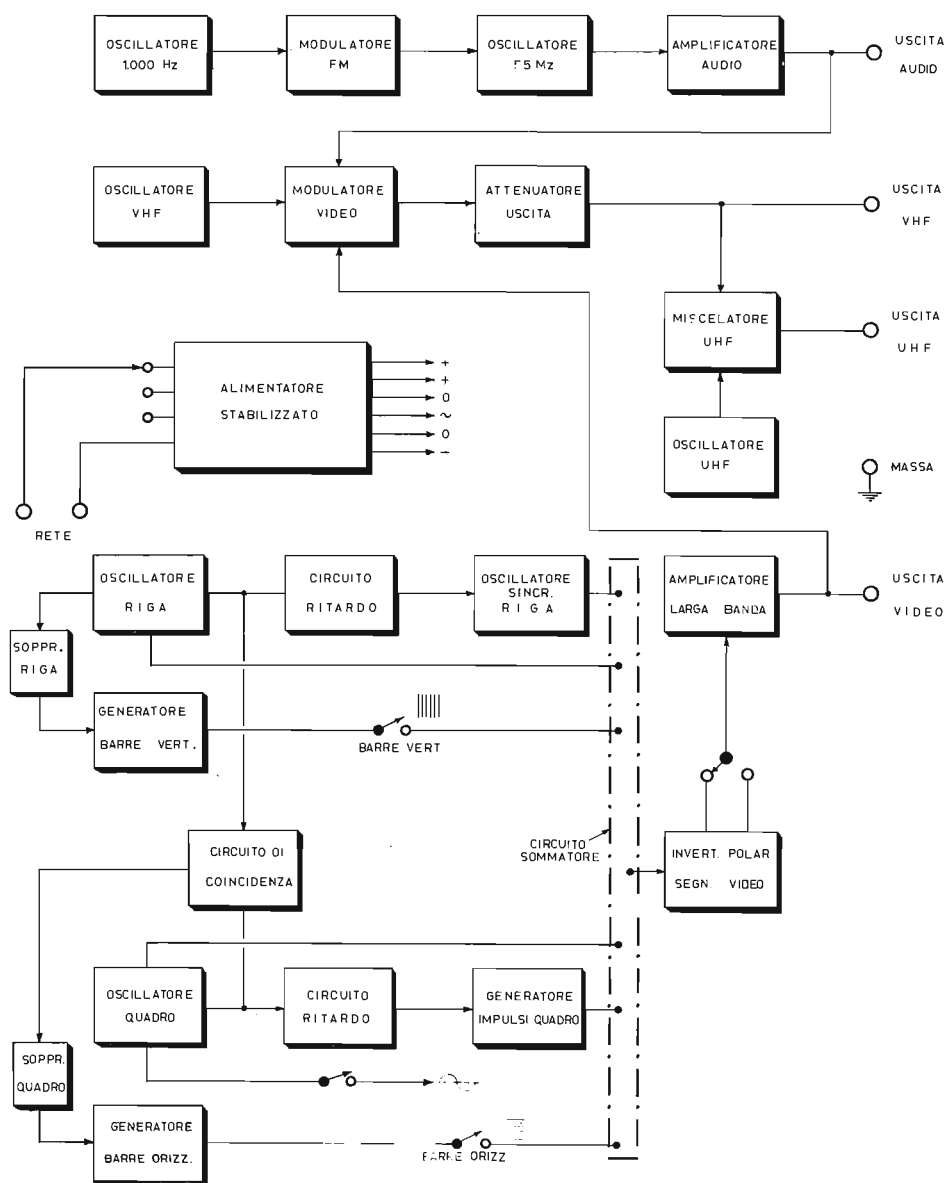 OSCILLATORE
1.000 Hz
MODULATORE
FM
OSCILLATORE
5.5 Mz
AMPLIFICATORE
AUDIO
USCITA
AUDIO
OSCILLATORE
VHF
MODULATORE
VIDEO
ATTENUATORE
USCITA
USCITA
VHF
MISCELATORE
UHF
USCITA
UHF
ALIMENTATORE
STABILIZZATO
+
+
0
~
0
−
OSCILLATORE
UHF
MASSA
RETE
OSCILLATORE
RIGA
CIRCUITO
RITARDO
OSCILLATORE
SINCR.
RIGA
AMPLIFICATORE
LARGA BANDA
USCITA
VIDEO
SOPPR.
RIGA
GENERATORE
BARRE VERT.
BARRE VERT
CIRCUITO DI
COINCIDENZA
CIRCUITO
SOMMATORE
INVERT. POLAR
SEGN. VIDEO
OSCILLATORE
QUADRO
CIRCUITO
RITARDO
GENERATORE
IMPULSI QUADRO
SOPPR.
QUADRO
GENERATORE
BARRE ORIZZ.
BARRE ORIZZ